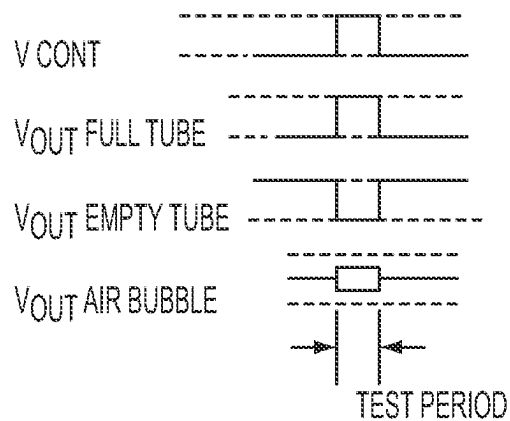 V CONT
VOUT FULL TUBE
VOUT EMPTY TUBE
VOUT AIR BUBBLE
TEST PERIOD